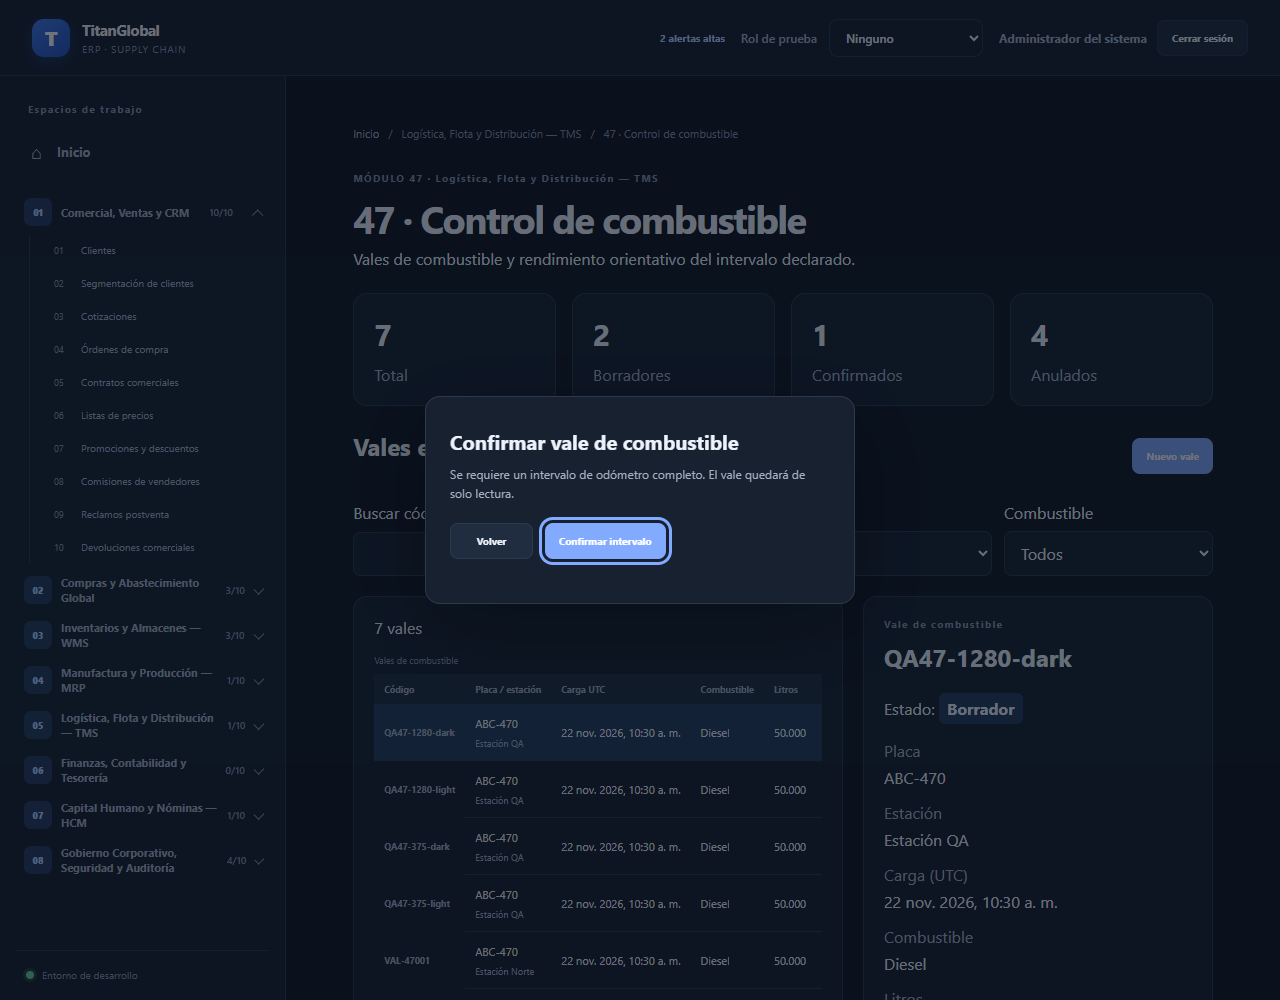 T
TitanGlobal
ERP · SUPPLY CHAIN
2 alertas altas
Rol de prueba
Ninguno
Administrador del sistema
Cerrar sesión
Espacios de trabajo
Inicio
01 Comercial, Ventas y CRM 10/10
01 Clientes
02 Segmentación de clientes
03 Cotizaciones
04 Órdenes de compra
05 Contratos comerciales
06 Listas de precios
07 Promociones y descuentos
08 Comisiones de vendedores
09 Reclamos postventa
10 Devoluciones comerciales
02 Compras y Abastecimiento
Global 3/10
03 Inventarios y Almacenes —
WMS 3/10
04 Manufactura y Producción —
MRP 1/10
05 Logística, Flota y Distribución
— TMS 1/10
06 Finanzas, Contabilidad y
Tesorería 0/10
07 Capital Humano y Nóminas —
HCM 1/10
08 Gobierno Corporativo,
Seguridad y Auditoría 4/10
Entorno de desarrollo
Inicio / Logística, Flota y Distribución — TMS / 47 · Control de combustible
MÓDULO 47 · Logística, Flota y Distribución — TMS
47 · Control de combustible
Vales de combustible y rendimiento orientativo del intervalo declarado.
7
Total
2
Borradores
1
Confirmados
4
Anulados
Vales e
Nuevo vale
Buscar cód
Combustible
Todos
Confirmar vale de combustible
Se requiere un intervalo de odómetro completo. El vale quedará de
solo lectura.
Volver
Confirmar intervalo
7 vales
Vales de combustible
Código Placa / estación Carga UTC Combustible Litros
QA47-1280-dark ABC-470 Estación QA 22 nov. 2026, 10:30 a. m. Diesel 50.000
QA47-1280-light ABC-470 Estación QA 22 nov. 2026, 10:30 a. m. Diesel 50.000
QA47-375-dark ABC-470 Estación QA 22 nov. 2026, 10:30 a. m. Diesel 50.000
QA47-375-light ABC-470 Estación QA 22 nov. 2026, 10:30 a. m. Diesel 50.000
VAL-47001 ABC-470 Estación Norte 22 nov. 2026, 10:30 a. m. Diesel 50.000
Vale de combustible
QA47-1280-dark
Estado: Borrador
Placa
ABC-470
Estación
Estación QA
Carga (UTC)
22 nov. 2026, 10:30 a. m.
Combustible
Diesel
Litros